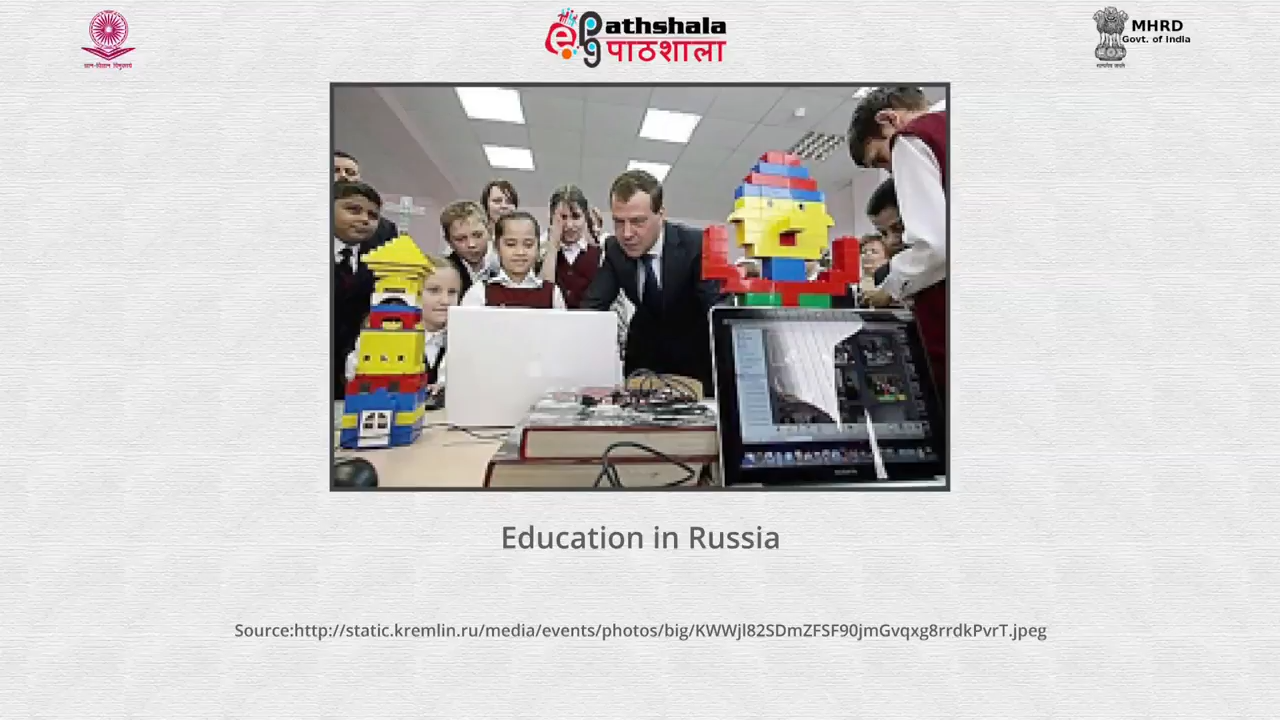 Pathshala
पाठशाला
MHRD
Govt. of India
Education in Russia
Source:http://static.kremlin.ru/media/events/photos/big/KWWjl82SDmZFSF90jmGvqxg8rrdkPvrT.jpeg